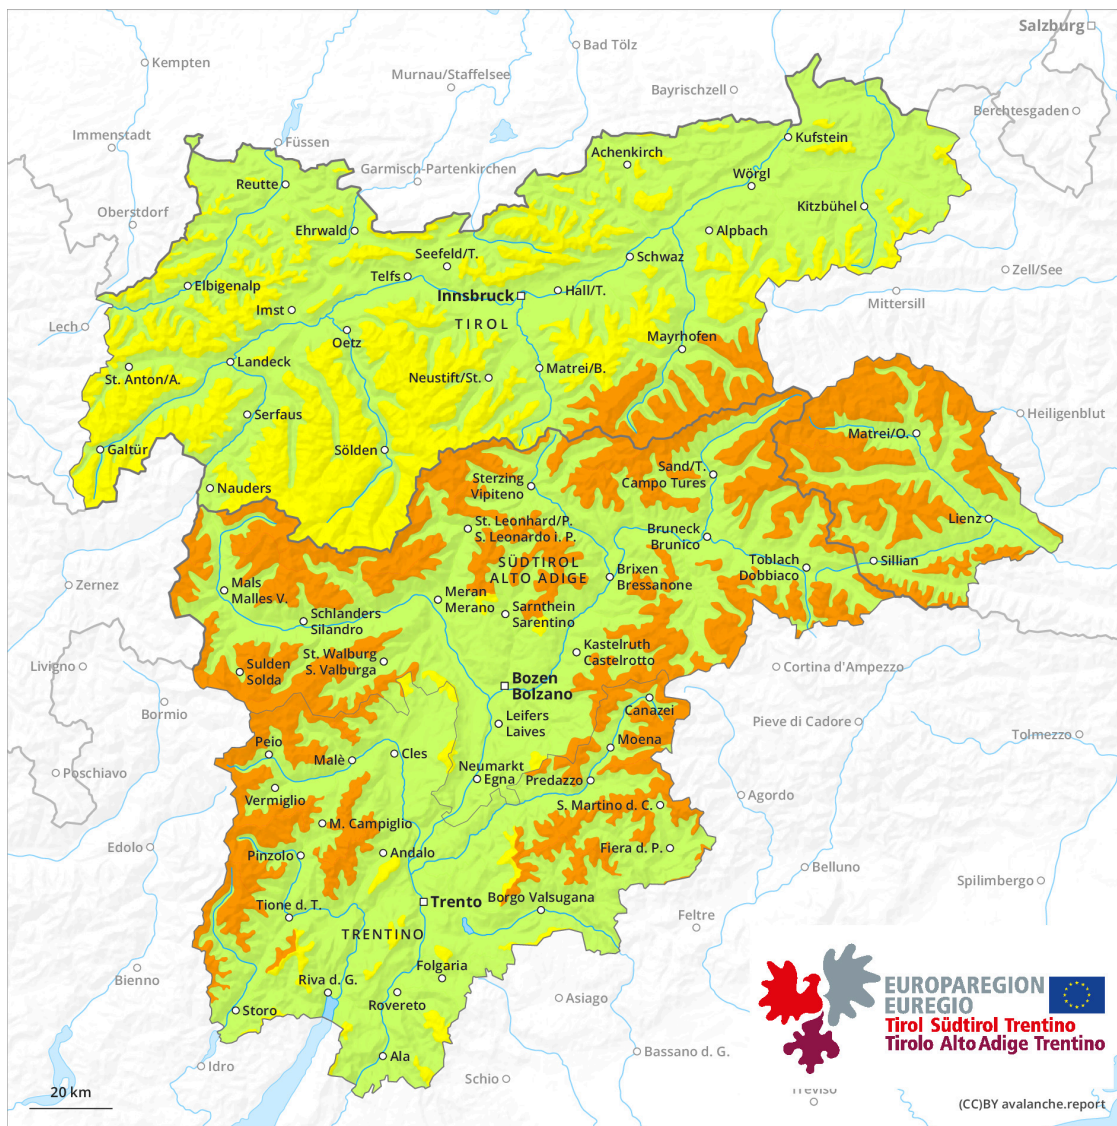 Salzburg
Bad Tölz
Kempten
Murnau/Staffelsee
Bayrischzell
Berchtesgaden
Immenstadt
Füssen
Kufstein
Achenkirch
Garmisch-Partenkirchen
Wörgl
Reutte
Oberstdorf
Kitzbühel
Ehrwald
Alpbach
Seefeld/T.
Schwaz
Zell/See
Telfs
Elbigenalp
Hall/T.
Innsbruck
Mittersill
Imst
TIROL
Lech
Oetz
Mayrhofen
Landeck
Matrei/B.
St. Anton/A.
Neustift/St.
Serfaus
Heiligenblut
Matrei/O.
Galtür
Sölden
Sand/T.
Campo Tures
Sterzing
Vipiteno
Nauders
Lienz
St. Leonhard/P.
S. Leonardo i. P.
Bruneck
Brunico
SÜDTIROL
ALTO ADIGE
Toblach
Dobbiaco
Sillian
Brixen
Bressanone
Zernez
Mals
Malles V.
Meran
Merano
Sarnthein
Sarentino
Schlanders
Silandro
Kastelruth
Castelrotto
St. Walburg
S. Valburga
Livigno
Sulden
Solda
Cortina d'Ampezzo
Bozen
Bolzano
Bormio
Canazei
Leifers
Laives
Pieve di Cadore
Tolmezzo
Moena
Peio
Cles
Malè
Neumarkt
Egna
Predazzo
Poschiavo
Vermiglio
Agordo
S. Martino d. C.
M. Campiglio
Edolo
Pinzolo
Andalo
Fiera d. P.
Belluno
Spilimbergo
Borgo Valsugana
Trento
Tione d. T.
Feltre
TRENTINO
Folgaria
Bienno
Riva d. G.
Rovereto
Asiago
Storo
EUROPAREGION
EUREGIO
Tirol Südtirol Trentino
Tirolo Alto Adige Trentino
Ala
Bassano d. G.
Idro
Schio
Treviso
20 km
(CC)BY avalanche.report